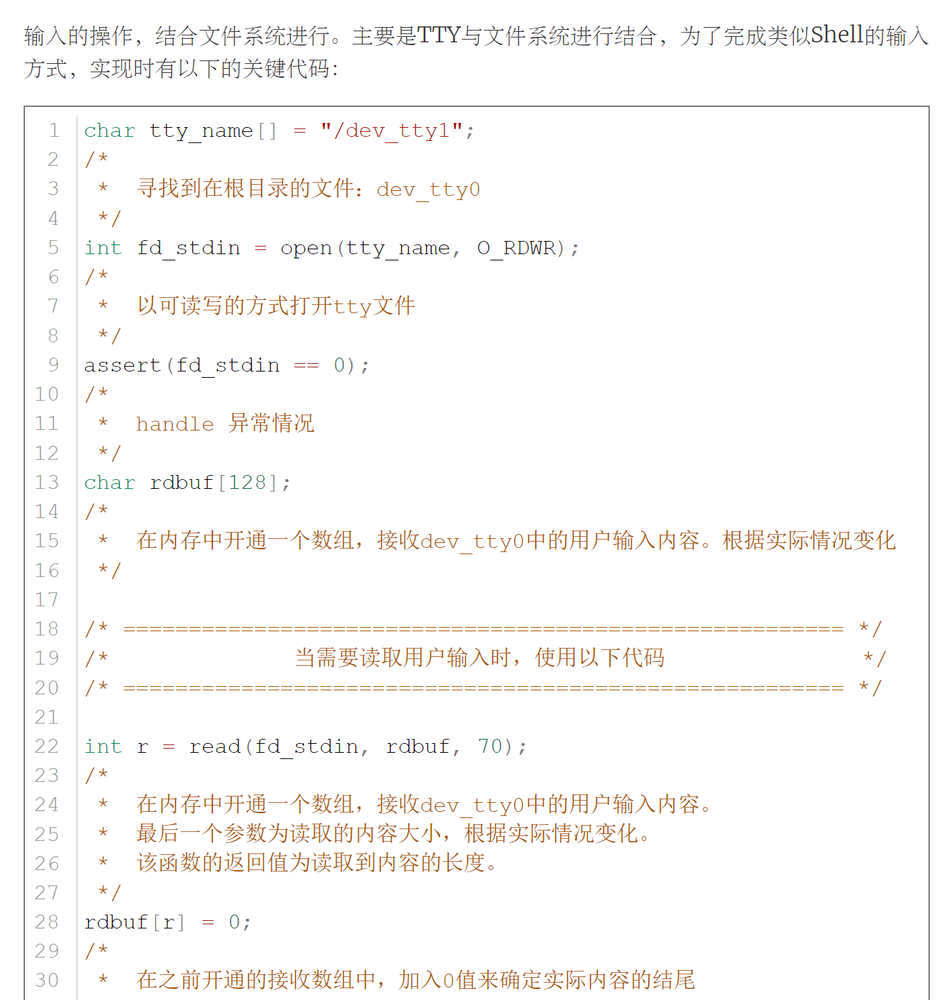 输入的操作，结合文件系统进行。主要是TTY与文件系统进行结合，为了完成类似Shell的输入
方式，实现时有以下的关键代码：
1 char tty_name[] = "/dev_tty1";
2 /*
3  *  寻找到在根目录的文件：dev_tty0
4  */
5 int fd_stdin = open(tty_name, O_RDWR);
6 /*
7  *  以可读写的方式打开tty文件
8  */
9 assert(fd_stdin == 0);
10 /*
11  *  handle 异常情况
12  */
13 char rdbuf[128];
14 /*
15  *  在内存中开通一个数组，接收dev_tty0中的用户输入内容。根据实际情况变化
16  */
17
18 /* ======================================================= */
19 /*              当需要读取用户输入时，使用以下代码               */
20 /* ======================================================= */
21
22 int r = read(fd_stdin, rdbuf, 70);
23 /*
24  *  在内存中开通一个数组，接收dev_tty0中的用户输入内容。
25  *  最后一个参数为读取的内容大小，根据实际情况变化。
26  *  该函数的返回值为读取到内容的长度。
27  */
28 rdbuf[r] = 0;
29 /*
30  *  在之前开通的接收数组中，加入0值来确定实际内容的结尾